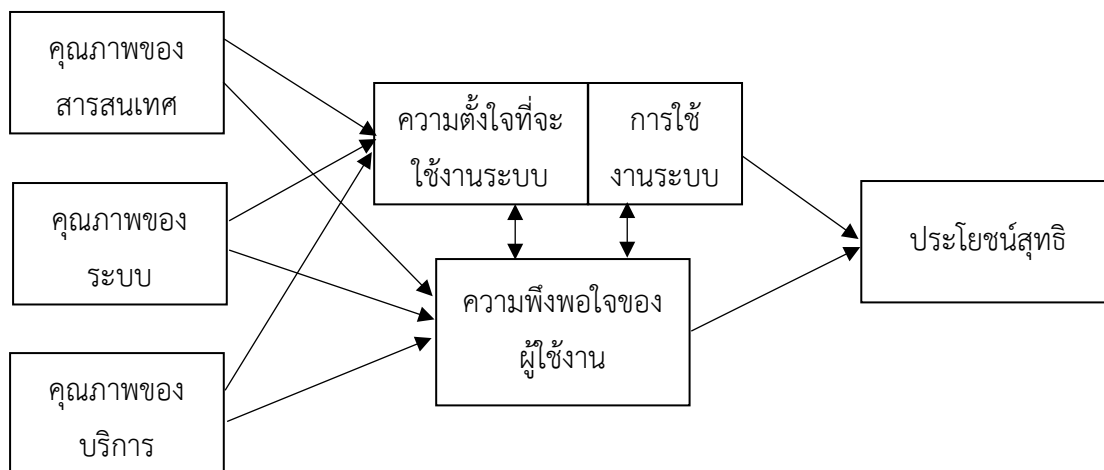 คุณภาพของ
สารสนเทศ
ความตั้งใจที่จะ
ใช้งานระบบ
การใช้
งานระบบ
คุณภาพของ
ระบบ
ประโยชน์สุทธิ
ความพึงพอใจของ
ผู้ใช้งาน
คุณภาพของ
บริการ